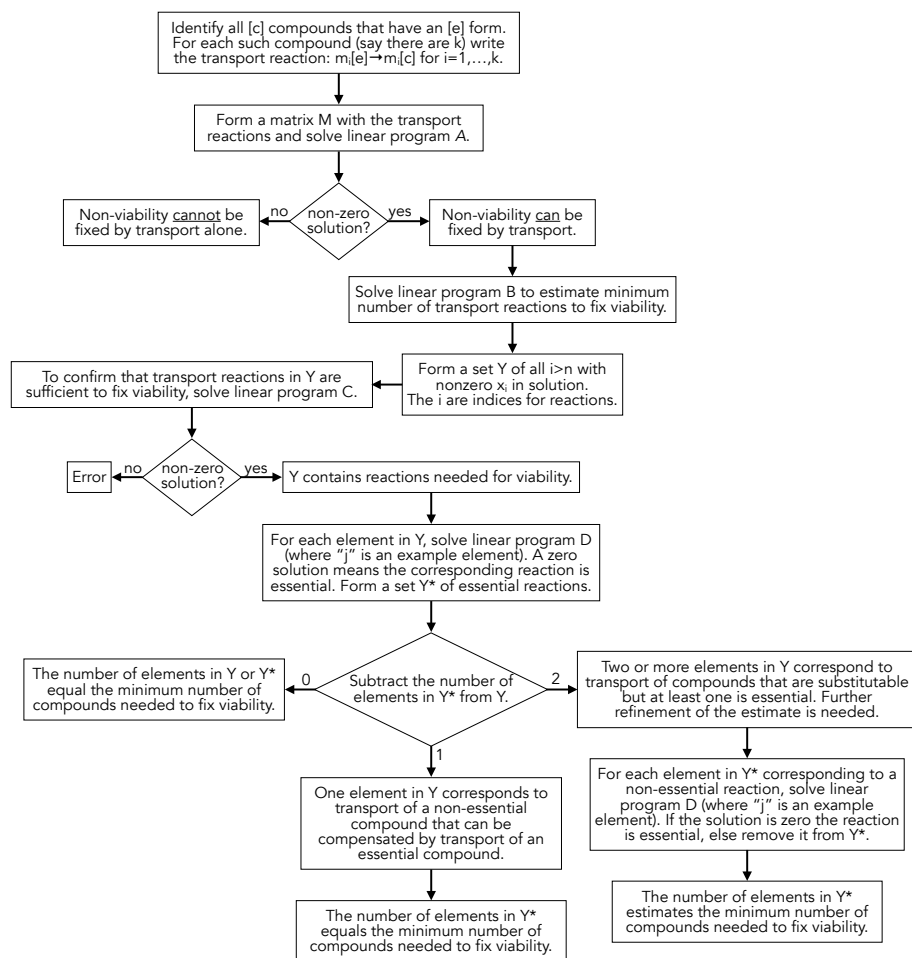 Identify all [c] compounds that have an [e] form.
For each such compound (say there are k) write
the transport reaction: mᵢ[e]→mᵢ[c] for i=1,…,k.
Form a matrix M with the transport
reactions and solve linear program A.
non-zero
solution?
no
yes
Non-viability cannot be
fixed by transport alone.
Non-viability can be
fixed by transport.
Solve linear program B to estimate minimum
number of transport reactions to fix viability.
Form a set Y of all i>n with
nonzero xᵢ in solution.
The i are indices for reactions.
To confirm that transport reactions in Y are
sufficient to fix viability, solve linear program C.
non-zero
solution?
no
yes
Error
Y contains reactions needed for viability.
For each element in Y, solve linear program D
(where “j” is an example element). A zero
solution means the corresponding reaction is
essential. Form a set Y* of essential reactions.
Subtract the number of
elements in Y* from Y.
0
2
1
The number of elements in Y or Y*
equal the minimum number of
compounds needed to fix viability.
Two or more elements in Y correspond to
transport of compounds that are substitutable
but at least one is essential. Further
refinement of the estimate is needed.
One element in Y corresponds to
transport of a non-essential
compound that can be
compensated by transport of an
essential compound.
For each element in Y* corresponding to a
non-essential reaction, solve linear
program D (where “j” is an example
element). If the solution is zero the reaction
is essential, else remove it from Y*.
The number of elements in Y*
equals the minimum number of
compounds needed to fix viability.
The number of elements in Y*
estimates the minimum number of
compounds needed to fix viability.